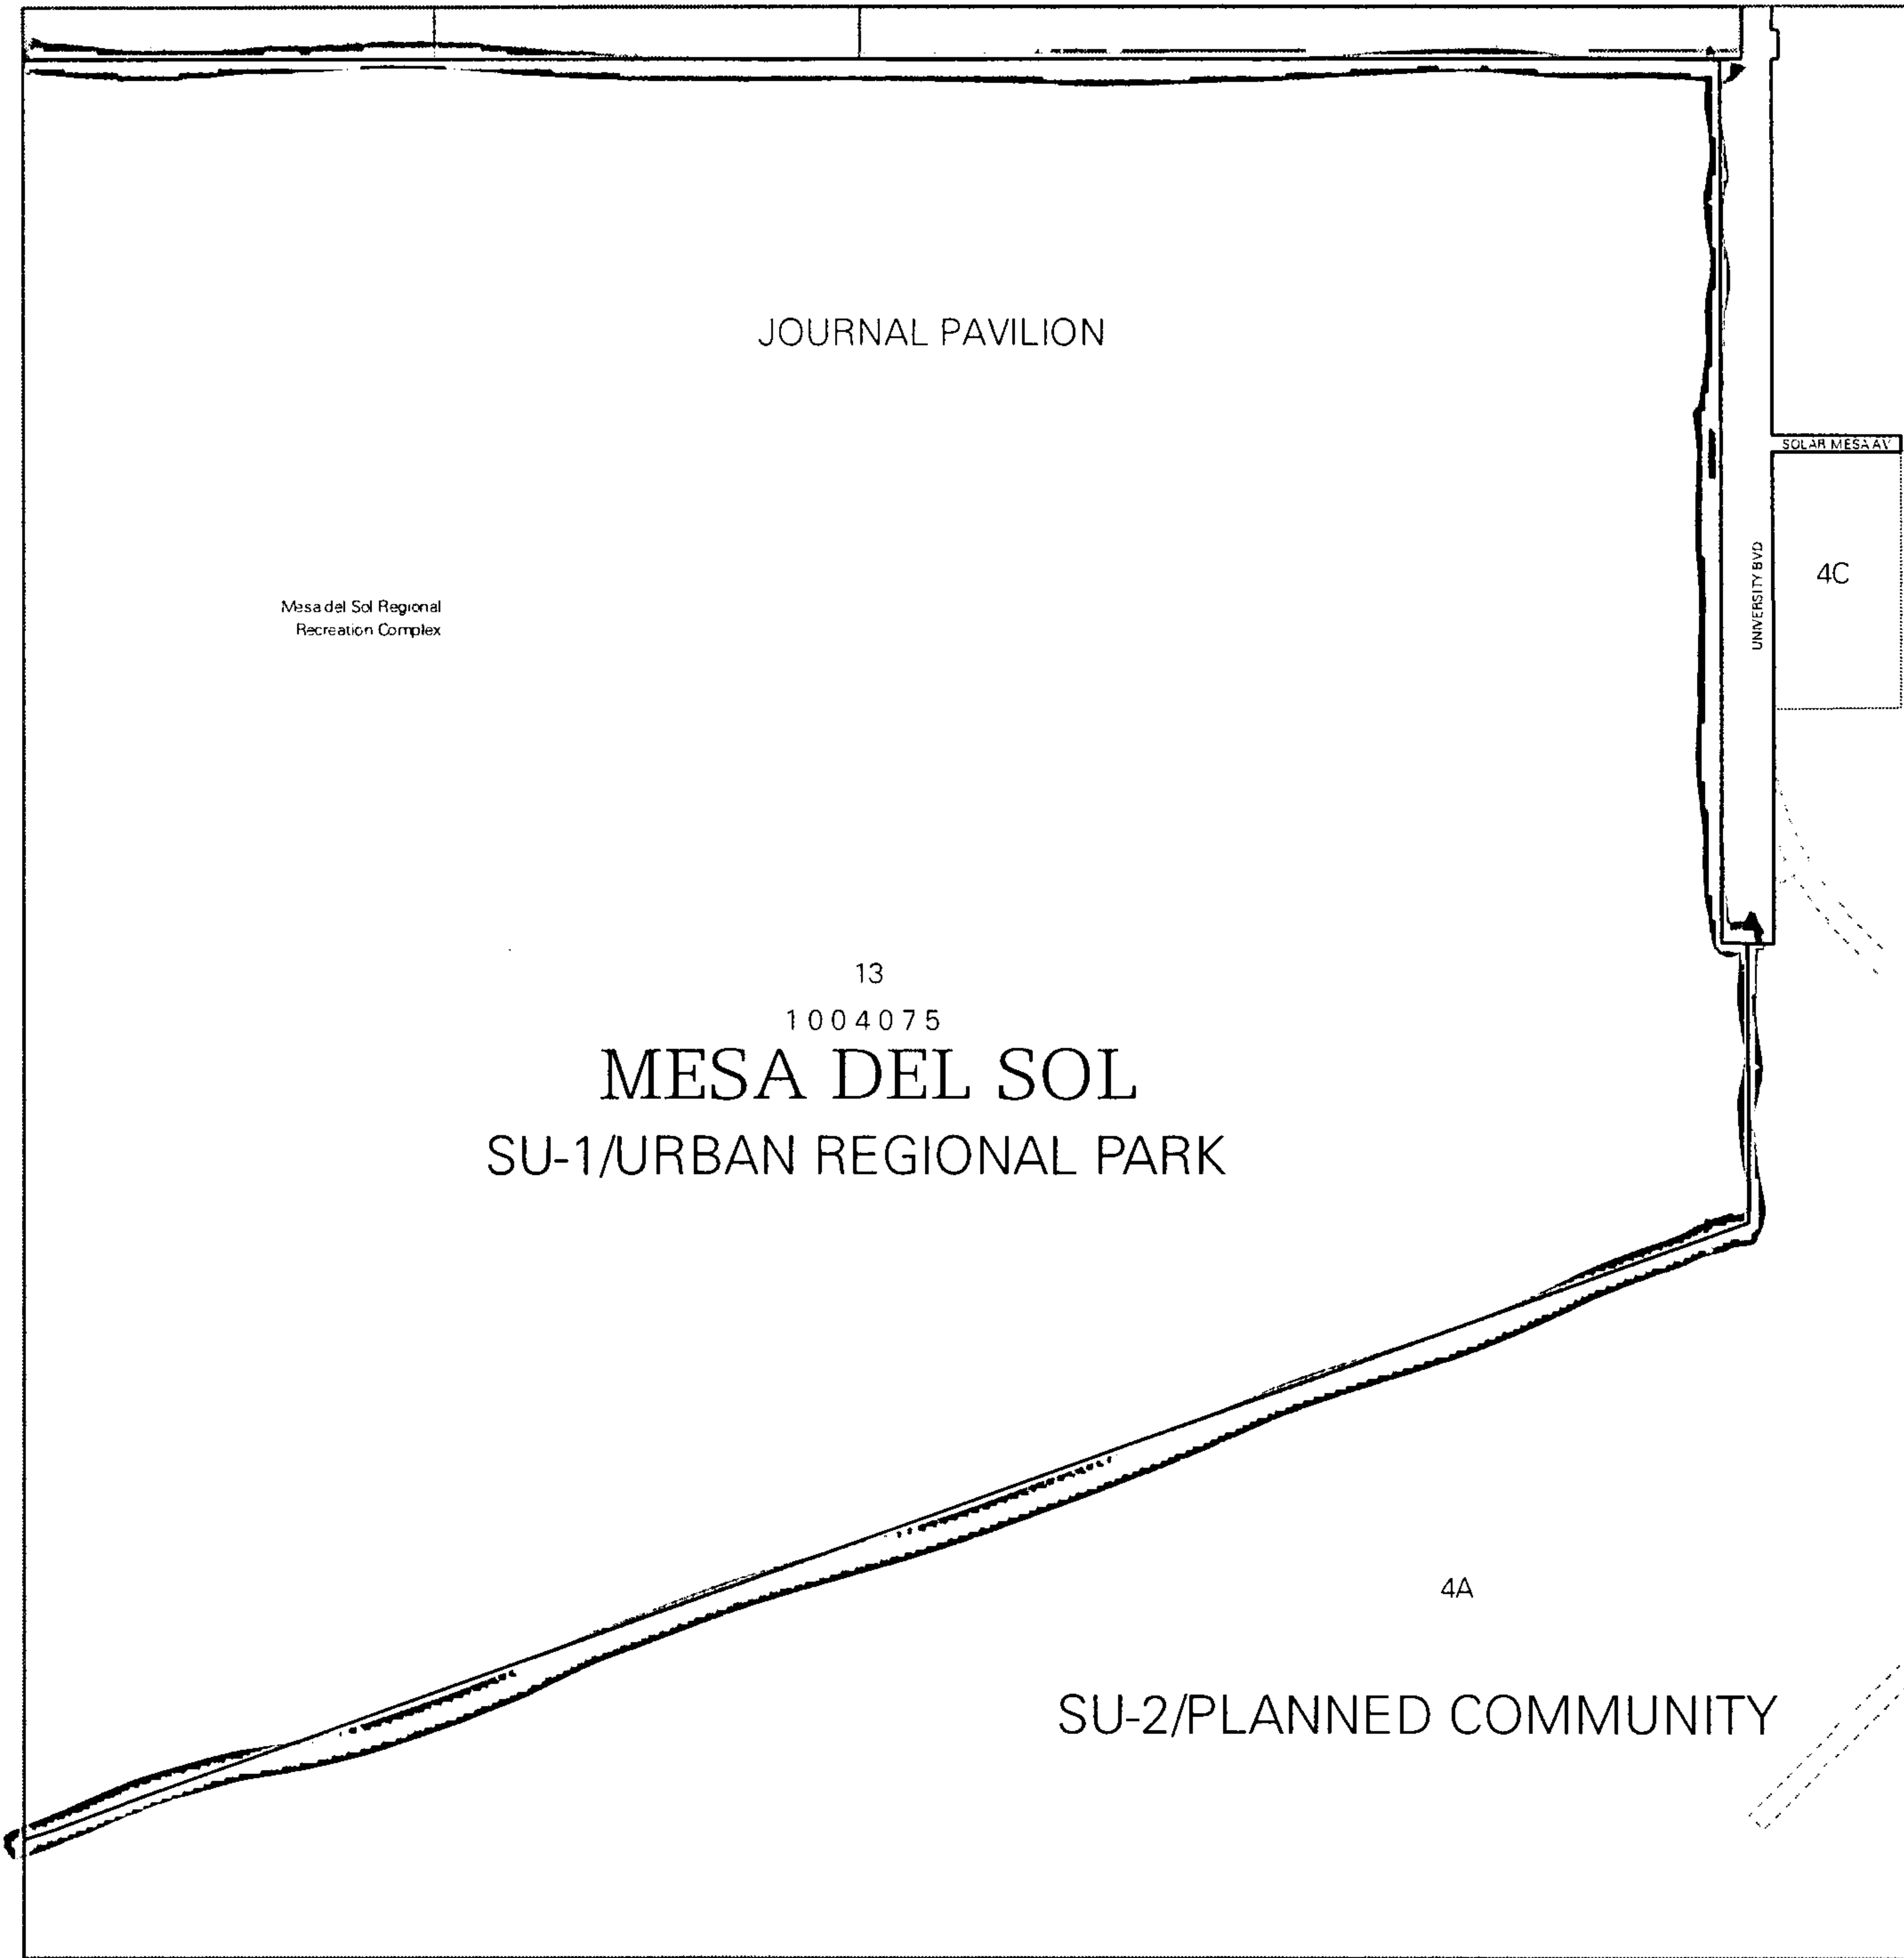 JOURNAL PAVILION
SOLAR MESA AV
UNIVERSITY BVD
4C
Mesa del Sol Regional
Recreation Complex
13
1004075
MESA DEL SOL
SU-1/URBAN REGIONAL PARK
4A
SU-2/PLANNED COMMUNITY